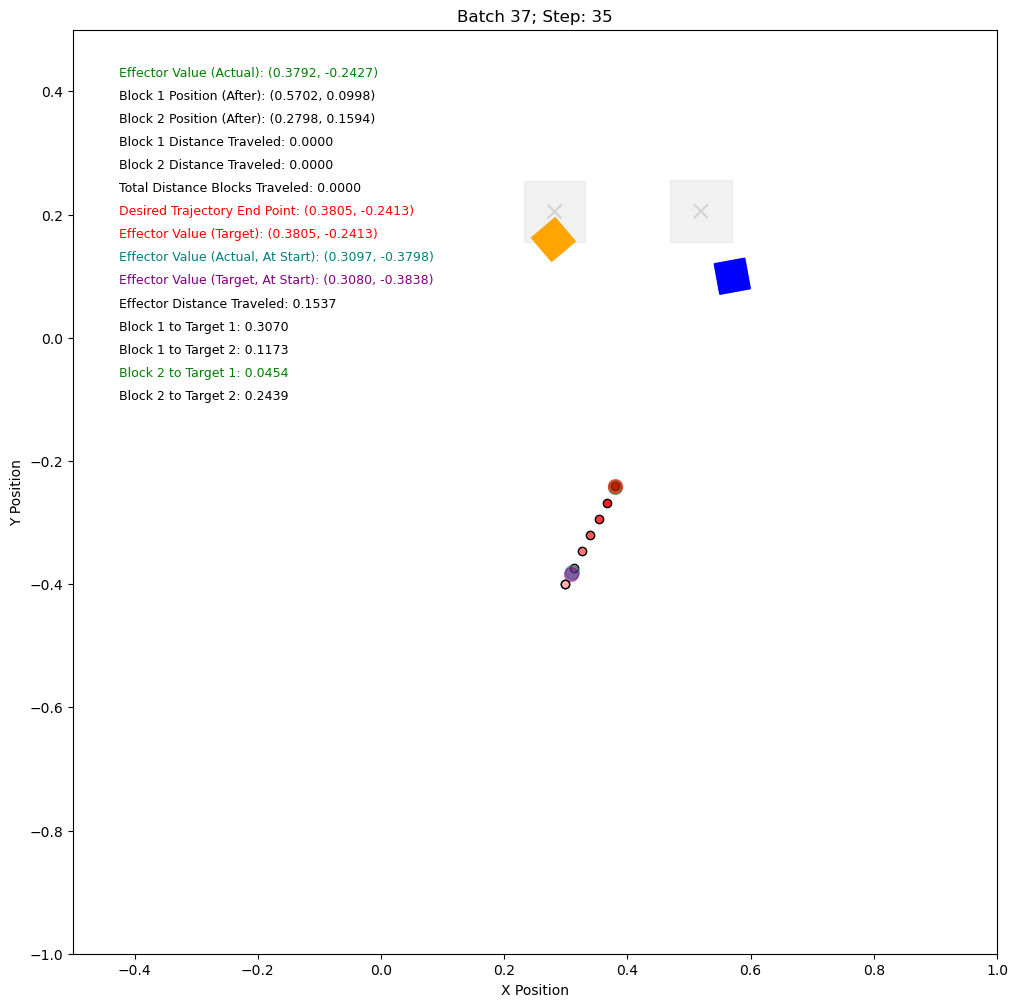 Batch 37; Step: 35
Effector Value (Actual): (0.3792, -0.2427)
Block 1 Position (After): (0.5702, 0.0998)
Block 2 Position (After): (0.2798, 0.1594)
Block 1 Distance Traveled: 0.0000
Block 2 Distance Traveled: 0.0000
Total Distance Blocks Traveled: 0.0000
Desired Trajectory End Point: (0.3805, -0.2413)
Effector Value (Target): (0.3805, -0.2413)
Effector Value (Actual, At Start): (0.3097, -0.3798)
Effector Value (Target, At Start): (0.3080, -0.3838)
Effector Distance Traveled: 0.1537
Block 1 to Target 1: 0.3070
Block 1 to Target 2: 0.1173
Block 2 to Target 1: 0.0454
Block 2 to Target 2: 0.2439
Y Position
0.4
0.2
0.0
−0.2
−0.4
−0.6
−0.8
−1.0
−0.4
−0.2
0.0
0.2
0.4
0.6
0.8
1.0
X Position